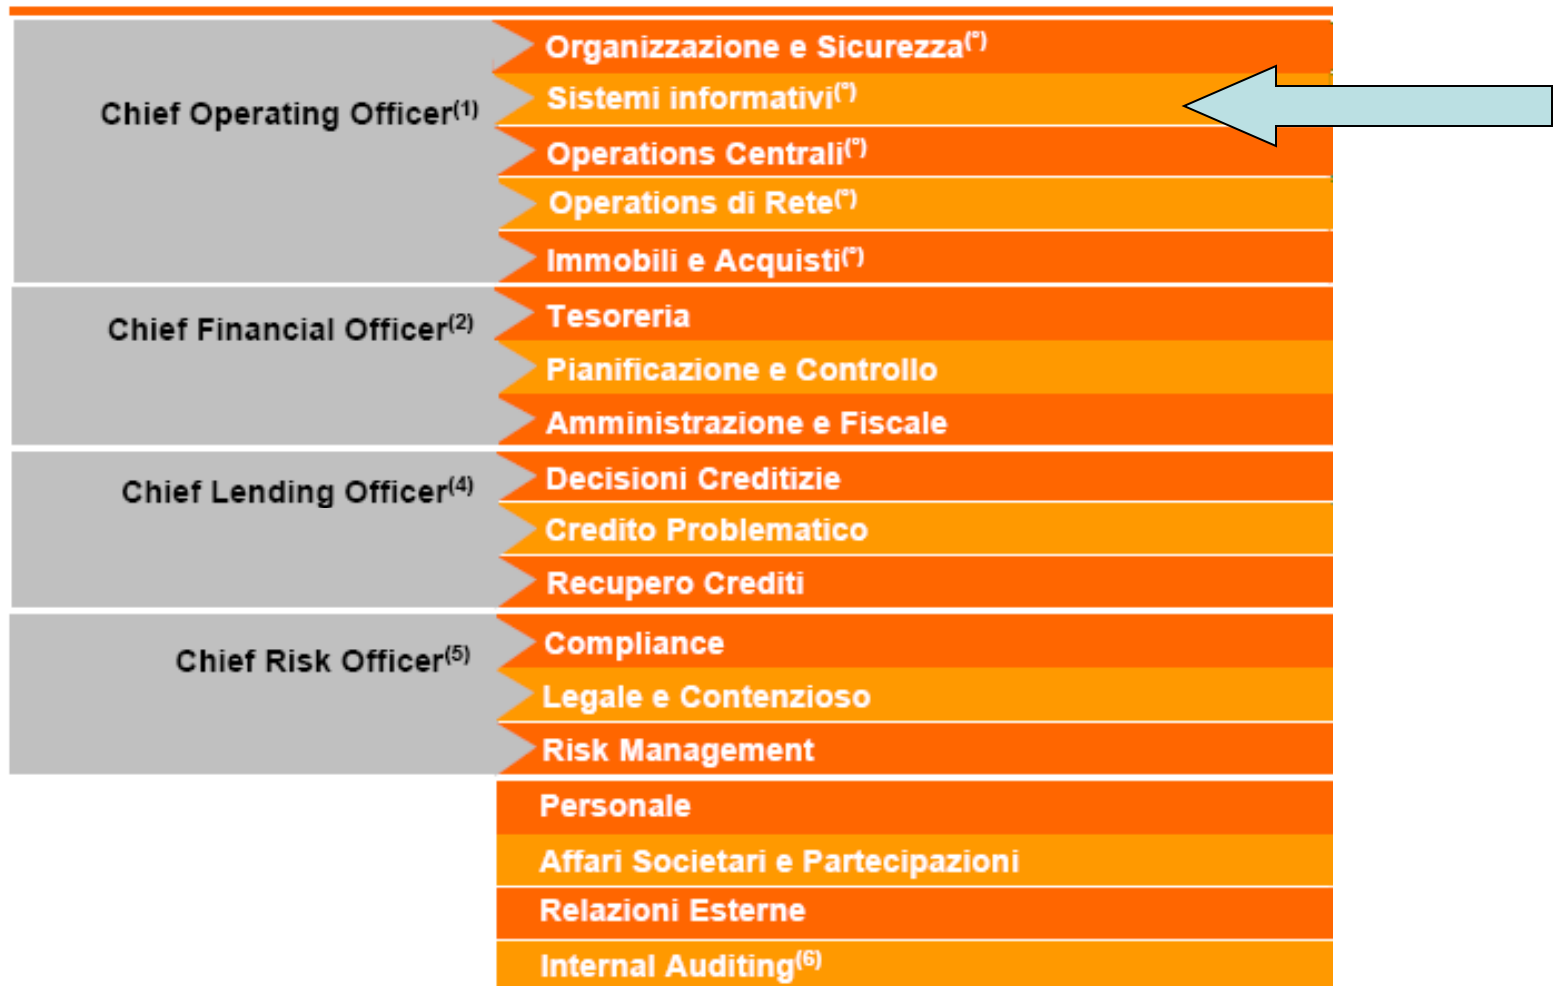 Organizzazione e Sicurezza(°)
Chief Operating Officer(1)
Sistemi informativi(°)
Operations Centrali(°)
Operations di Rete(°)
Immobili e Acquisti(°)
Chief Financial Officer(2)
Tesoreria
Pianificazione e Controllo
Amministrazione e Fiscale
Chief Lending Officer(4)
Decisioni Creditizie
Credito Problematico
Recupero Crediti
Chief Risk Officer(5)
Compliance
Legale e Contenzioso
Risk Management
Personale
Affari Societari e Partecipazioni
Relazioni Esterne
Internal Auditing(6)